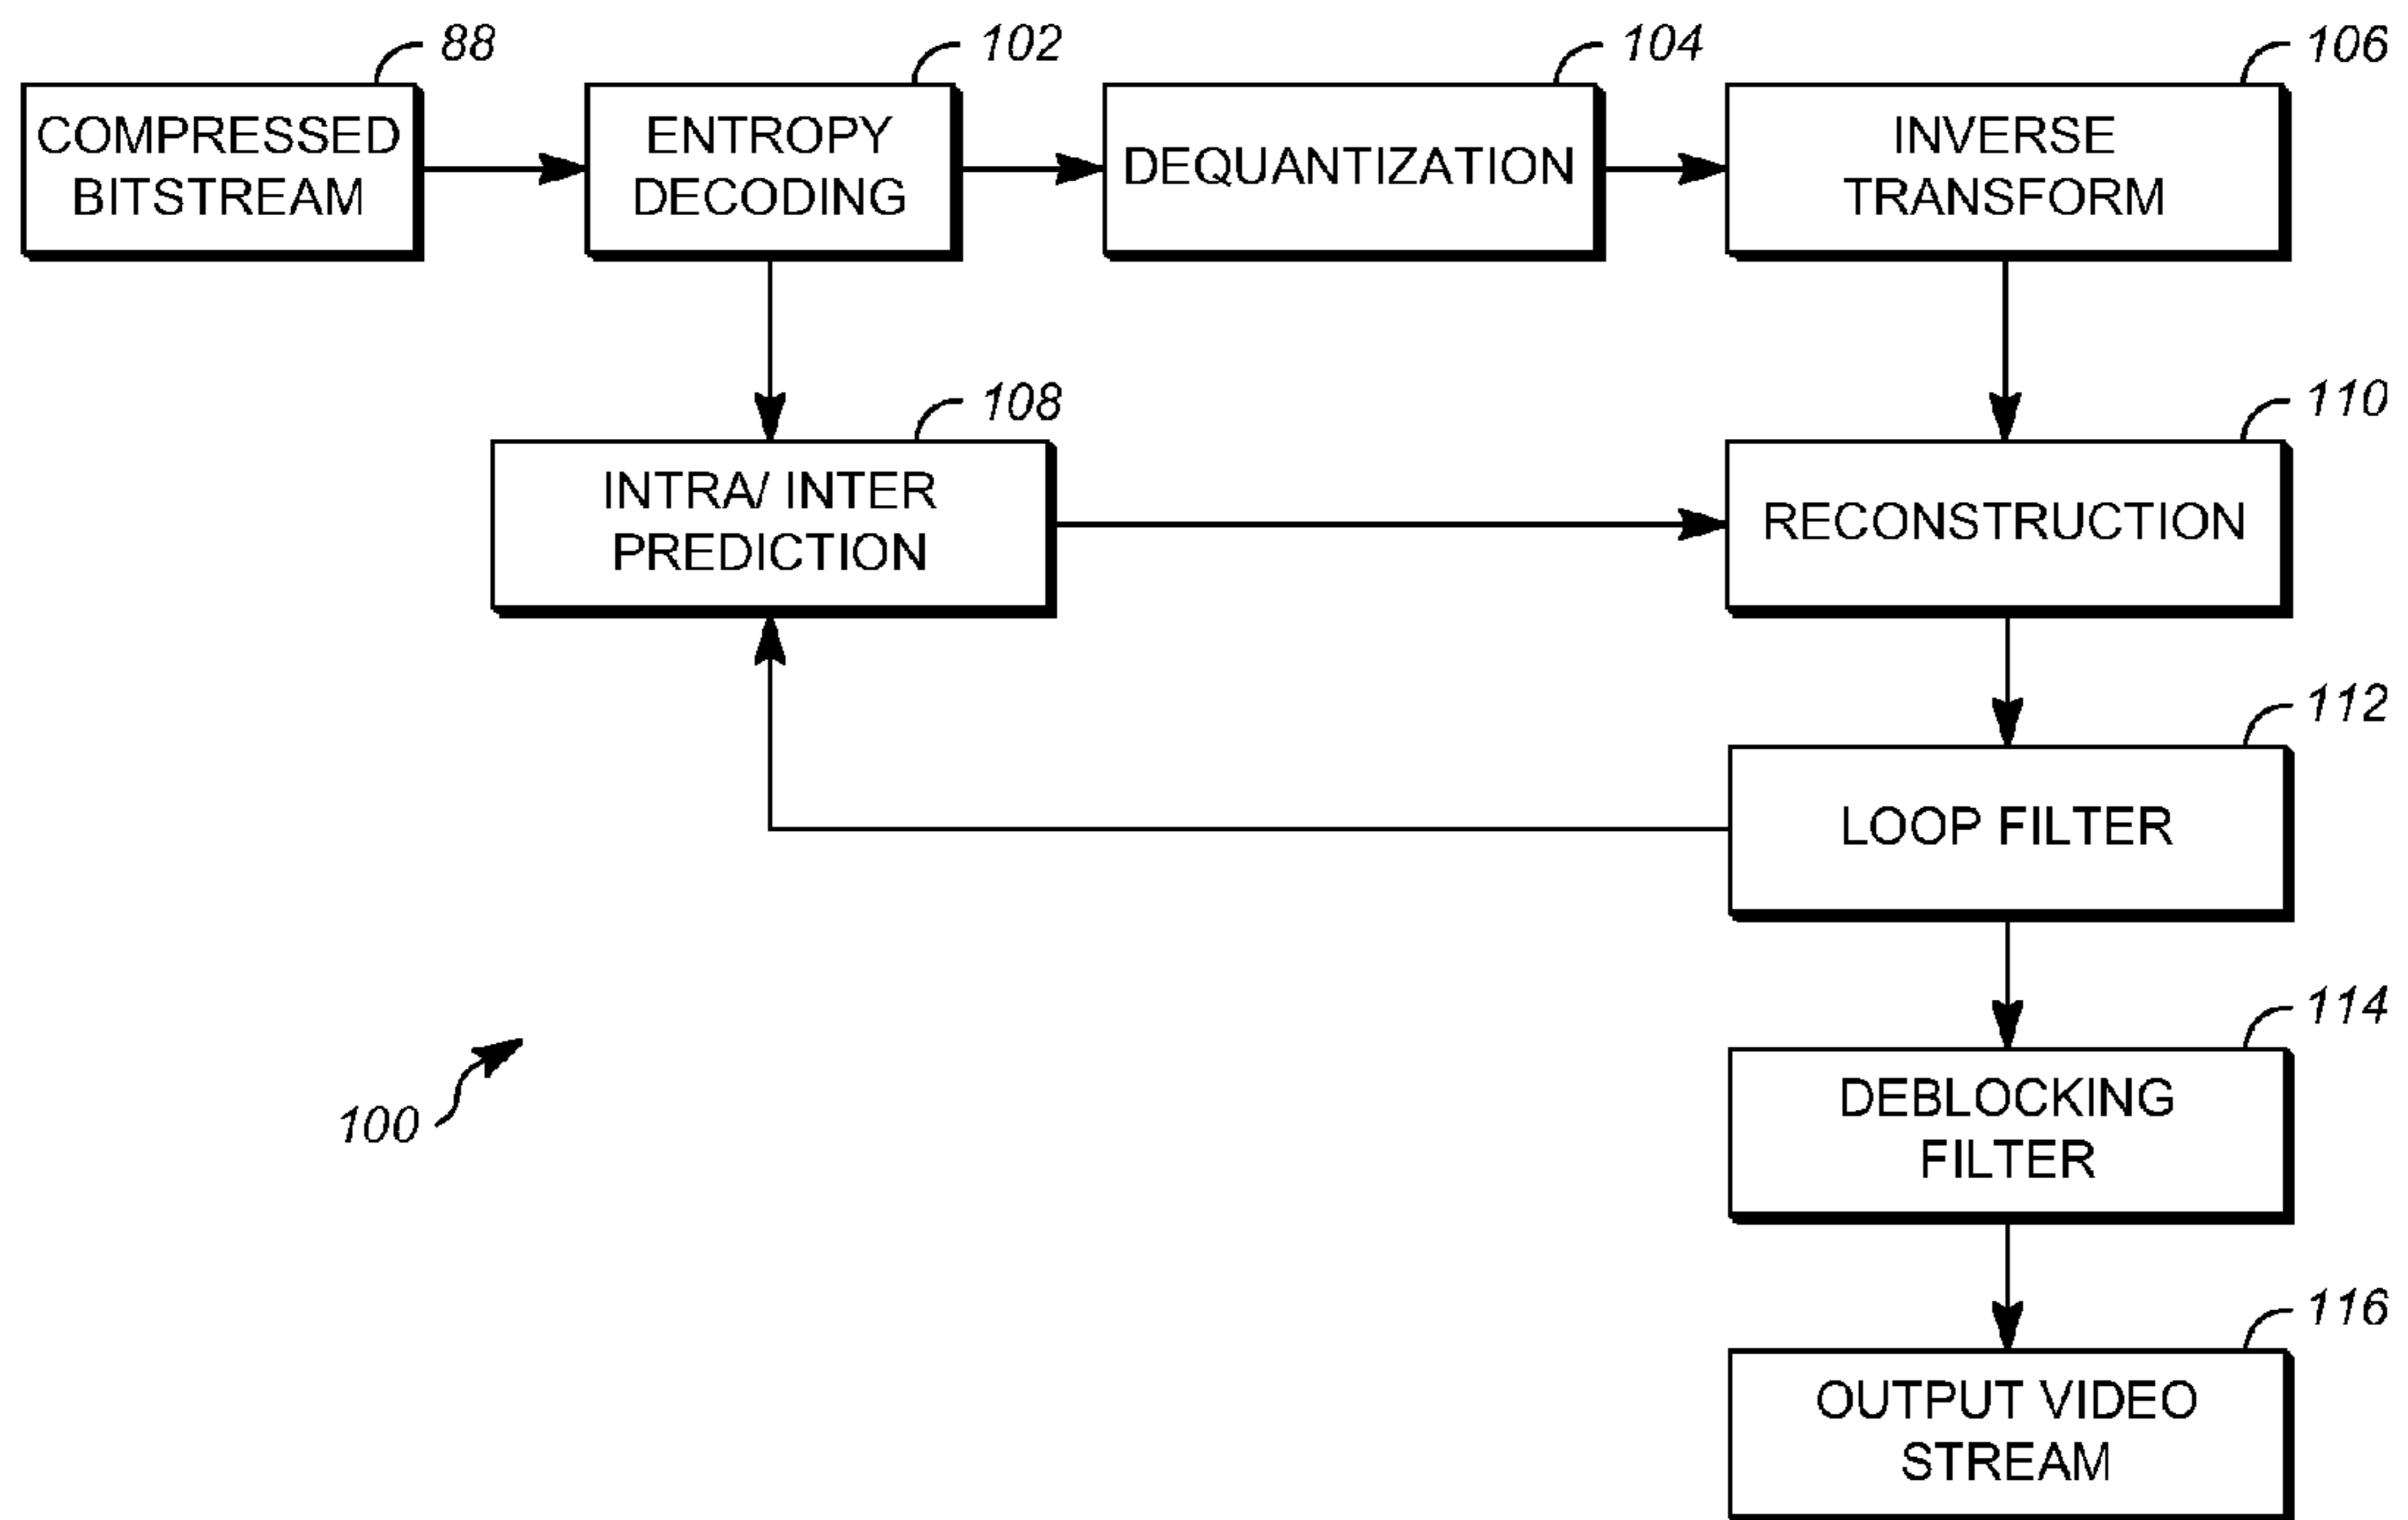 88
102
104
106
COMPRESSED
BITSTREAM
ENTROPY
DECODING
DEQUANTIZATION
INVERSE
TRANSFORM
108
110
INTRA/ INTER
PREDICTION
RECONSTRUCTION
112
LOOP FILTER
114
DEBLOCKING
FILTER
100
116
OUTPUT VIDEO
STREAM